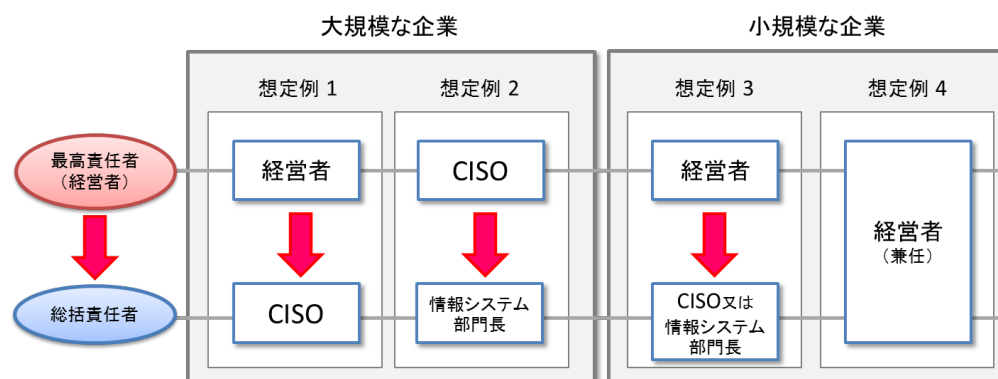 大規模な企業
小規模な企業
想定例 1
想定例 2
想定例 3
想定例 4
最高責任者
（経営者）
経営者
CISO
経営者
経営者
（兼任）
総括責任者
CISO
情報システム
部門長
CISO又は
情報システム
部門長